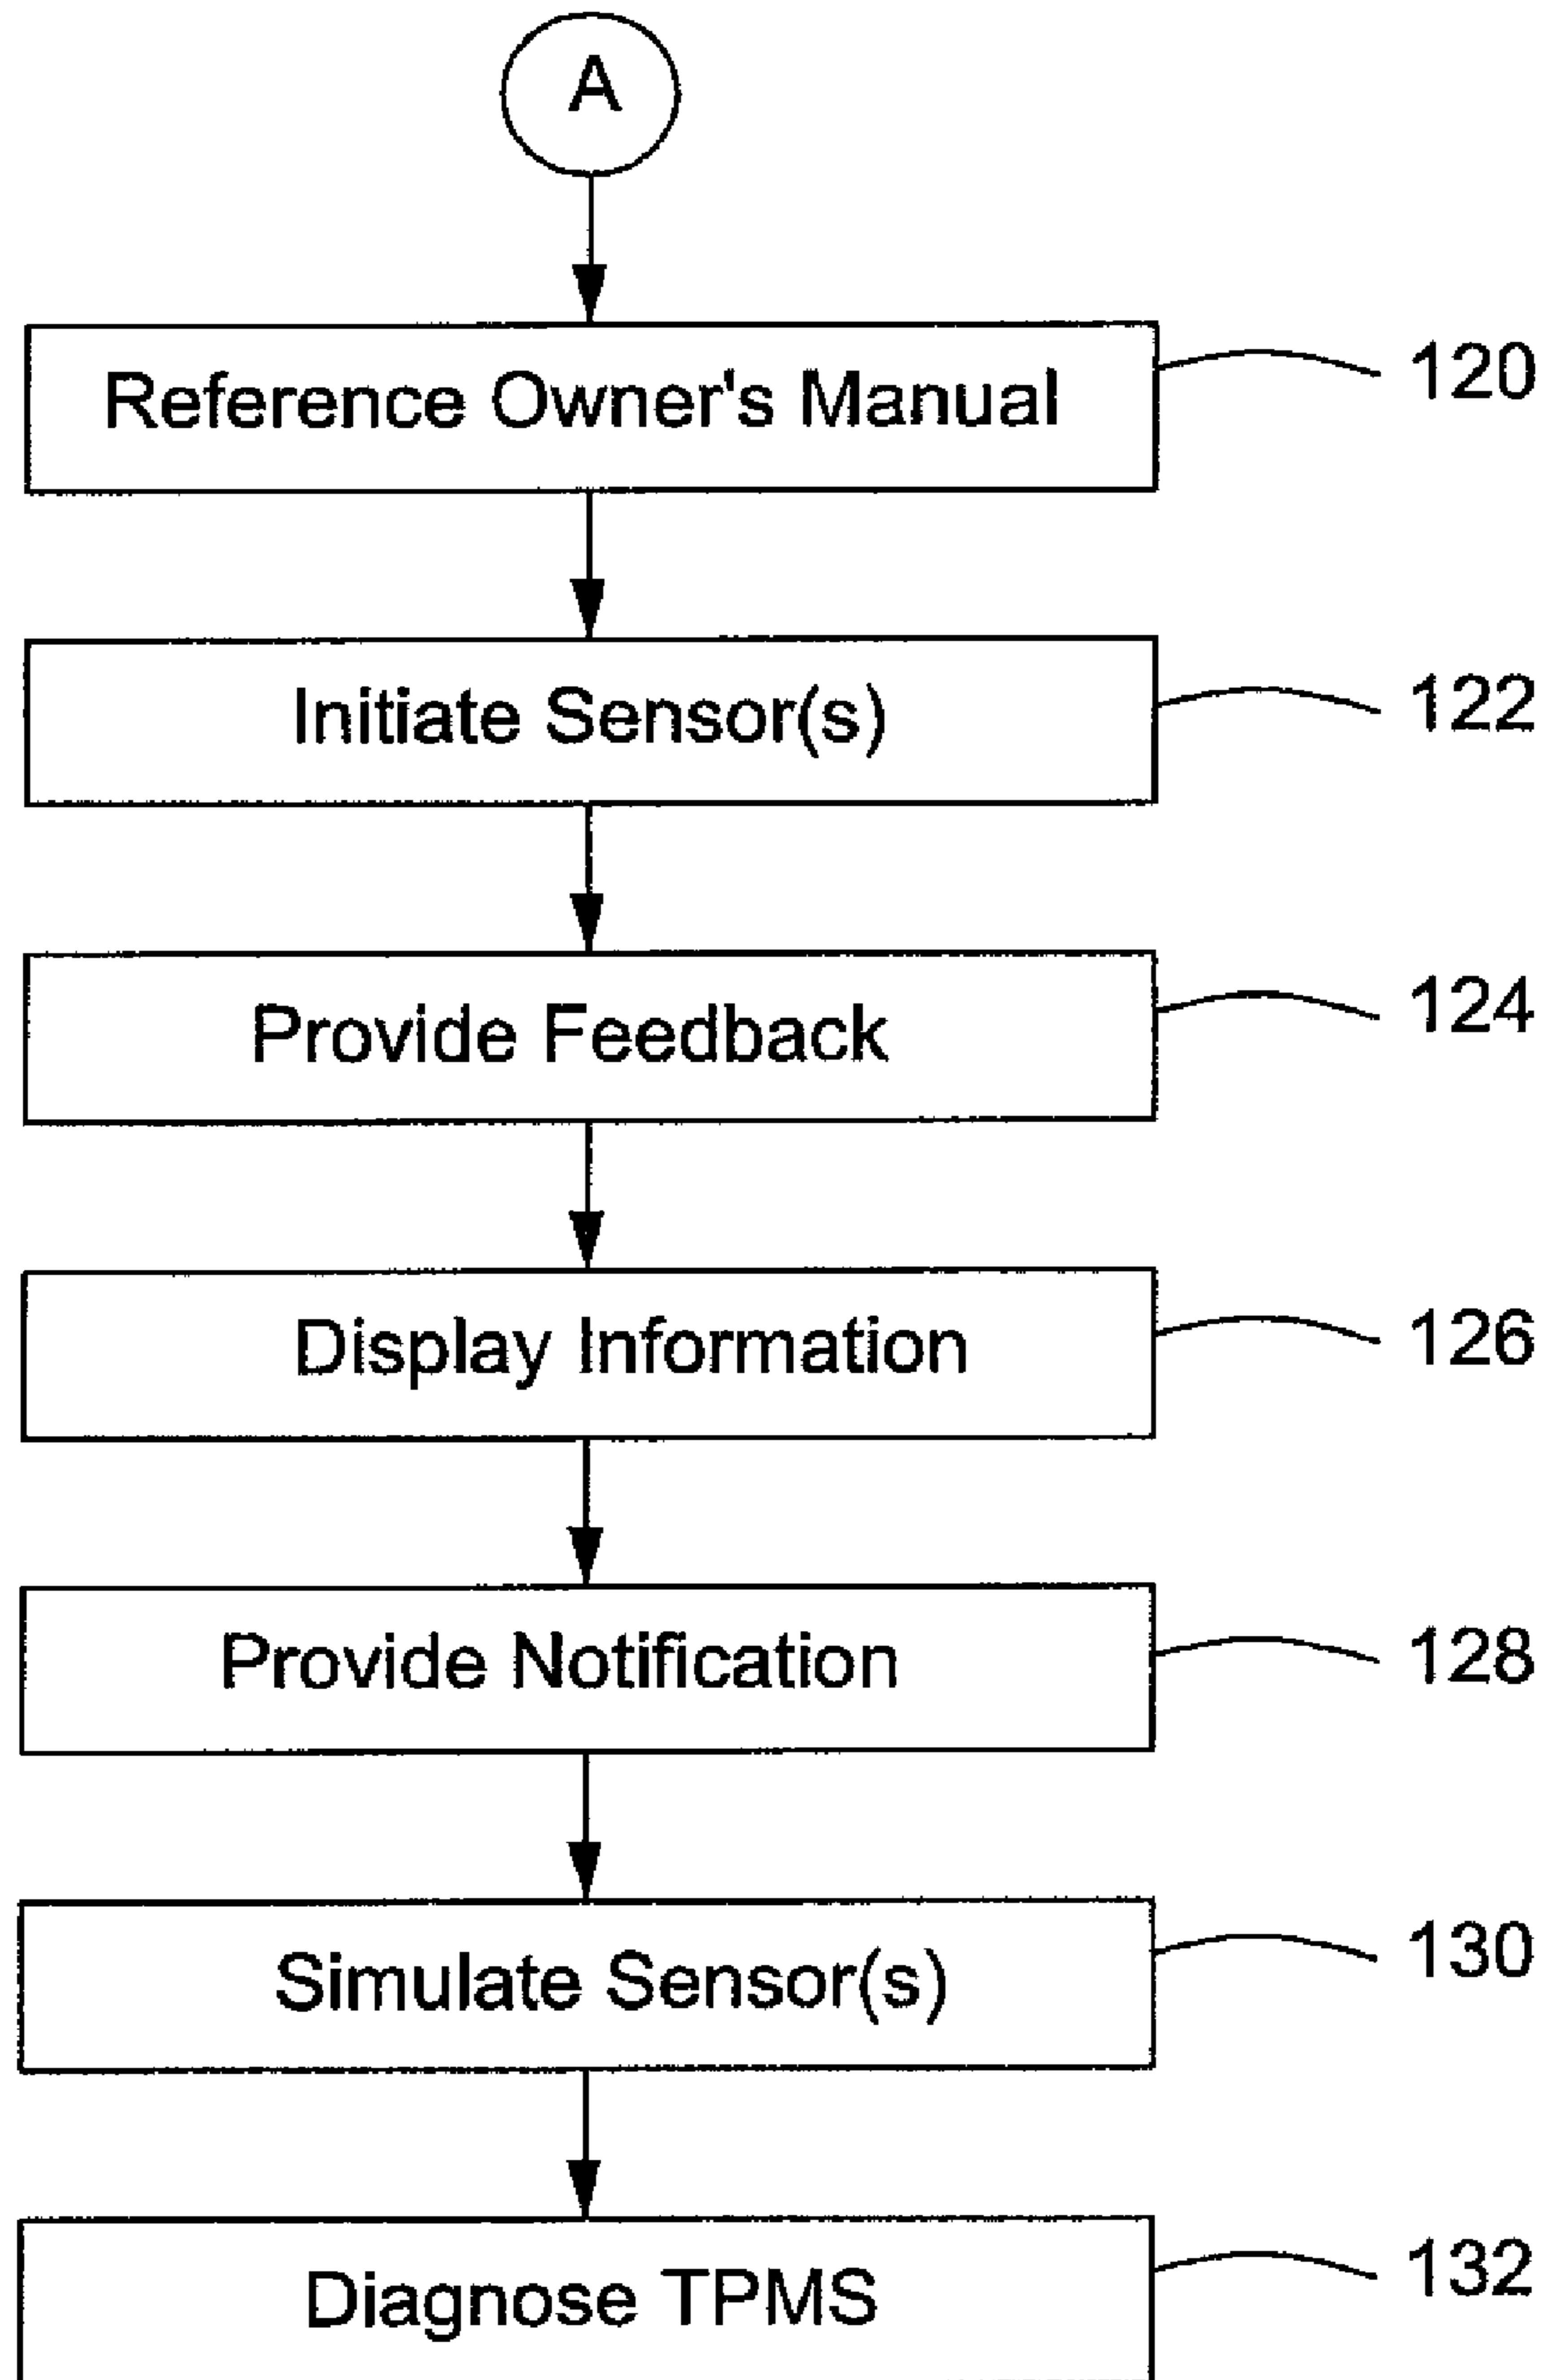 A
Reference Owner's Manual
120
Initiate Sensor(s)
122
Provide Feedback
124
Display Information
126
Provide Notification
128
Simulate Sensor(s)
130
Diagnose TPMS
132